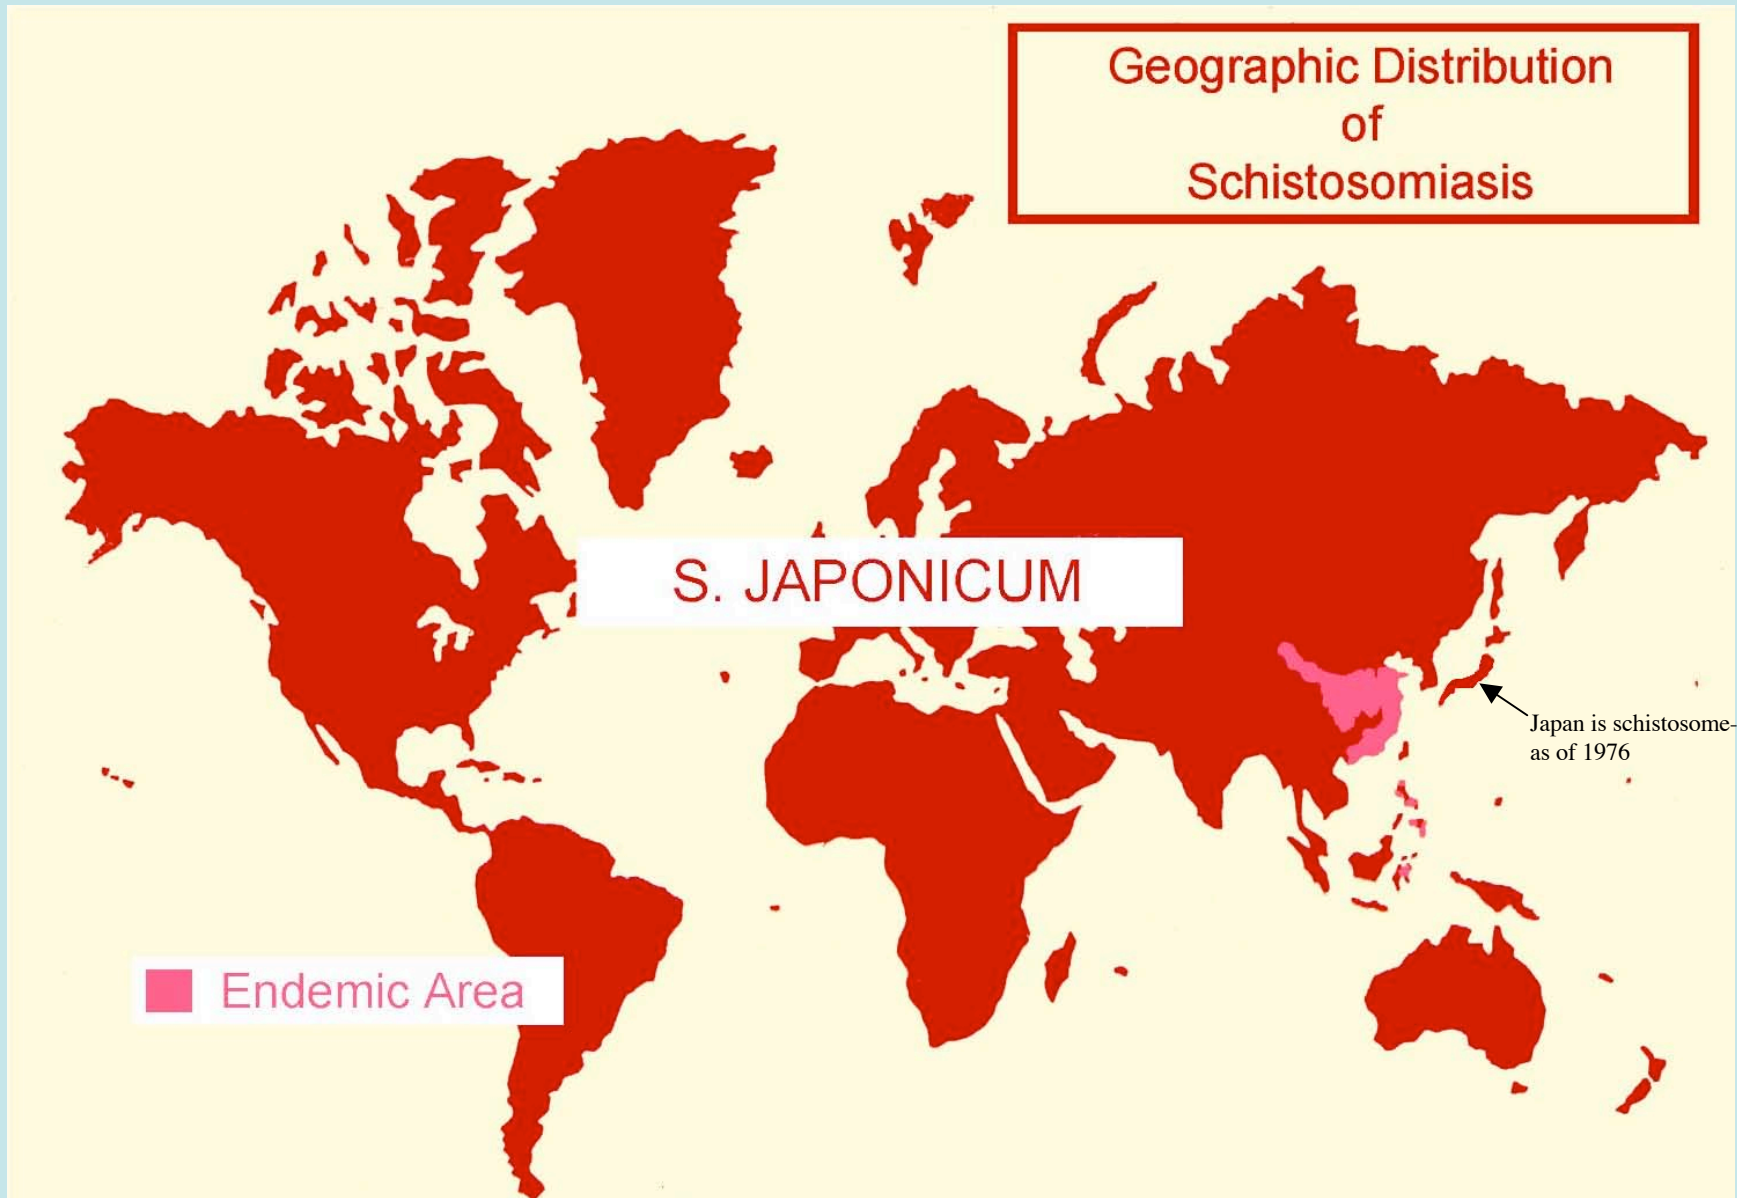 Geographic Distribution
of
Schistosomiasis
S. JAPONICUM
Japan is schistosome-
as of 1976
Endemic Area